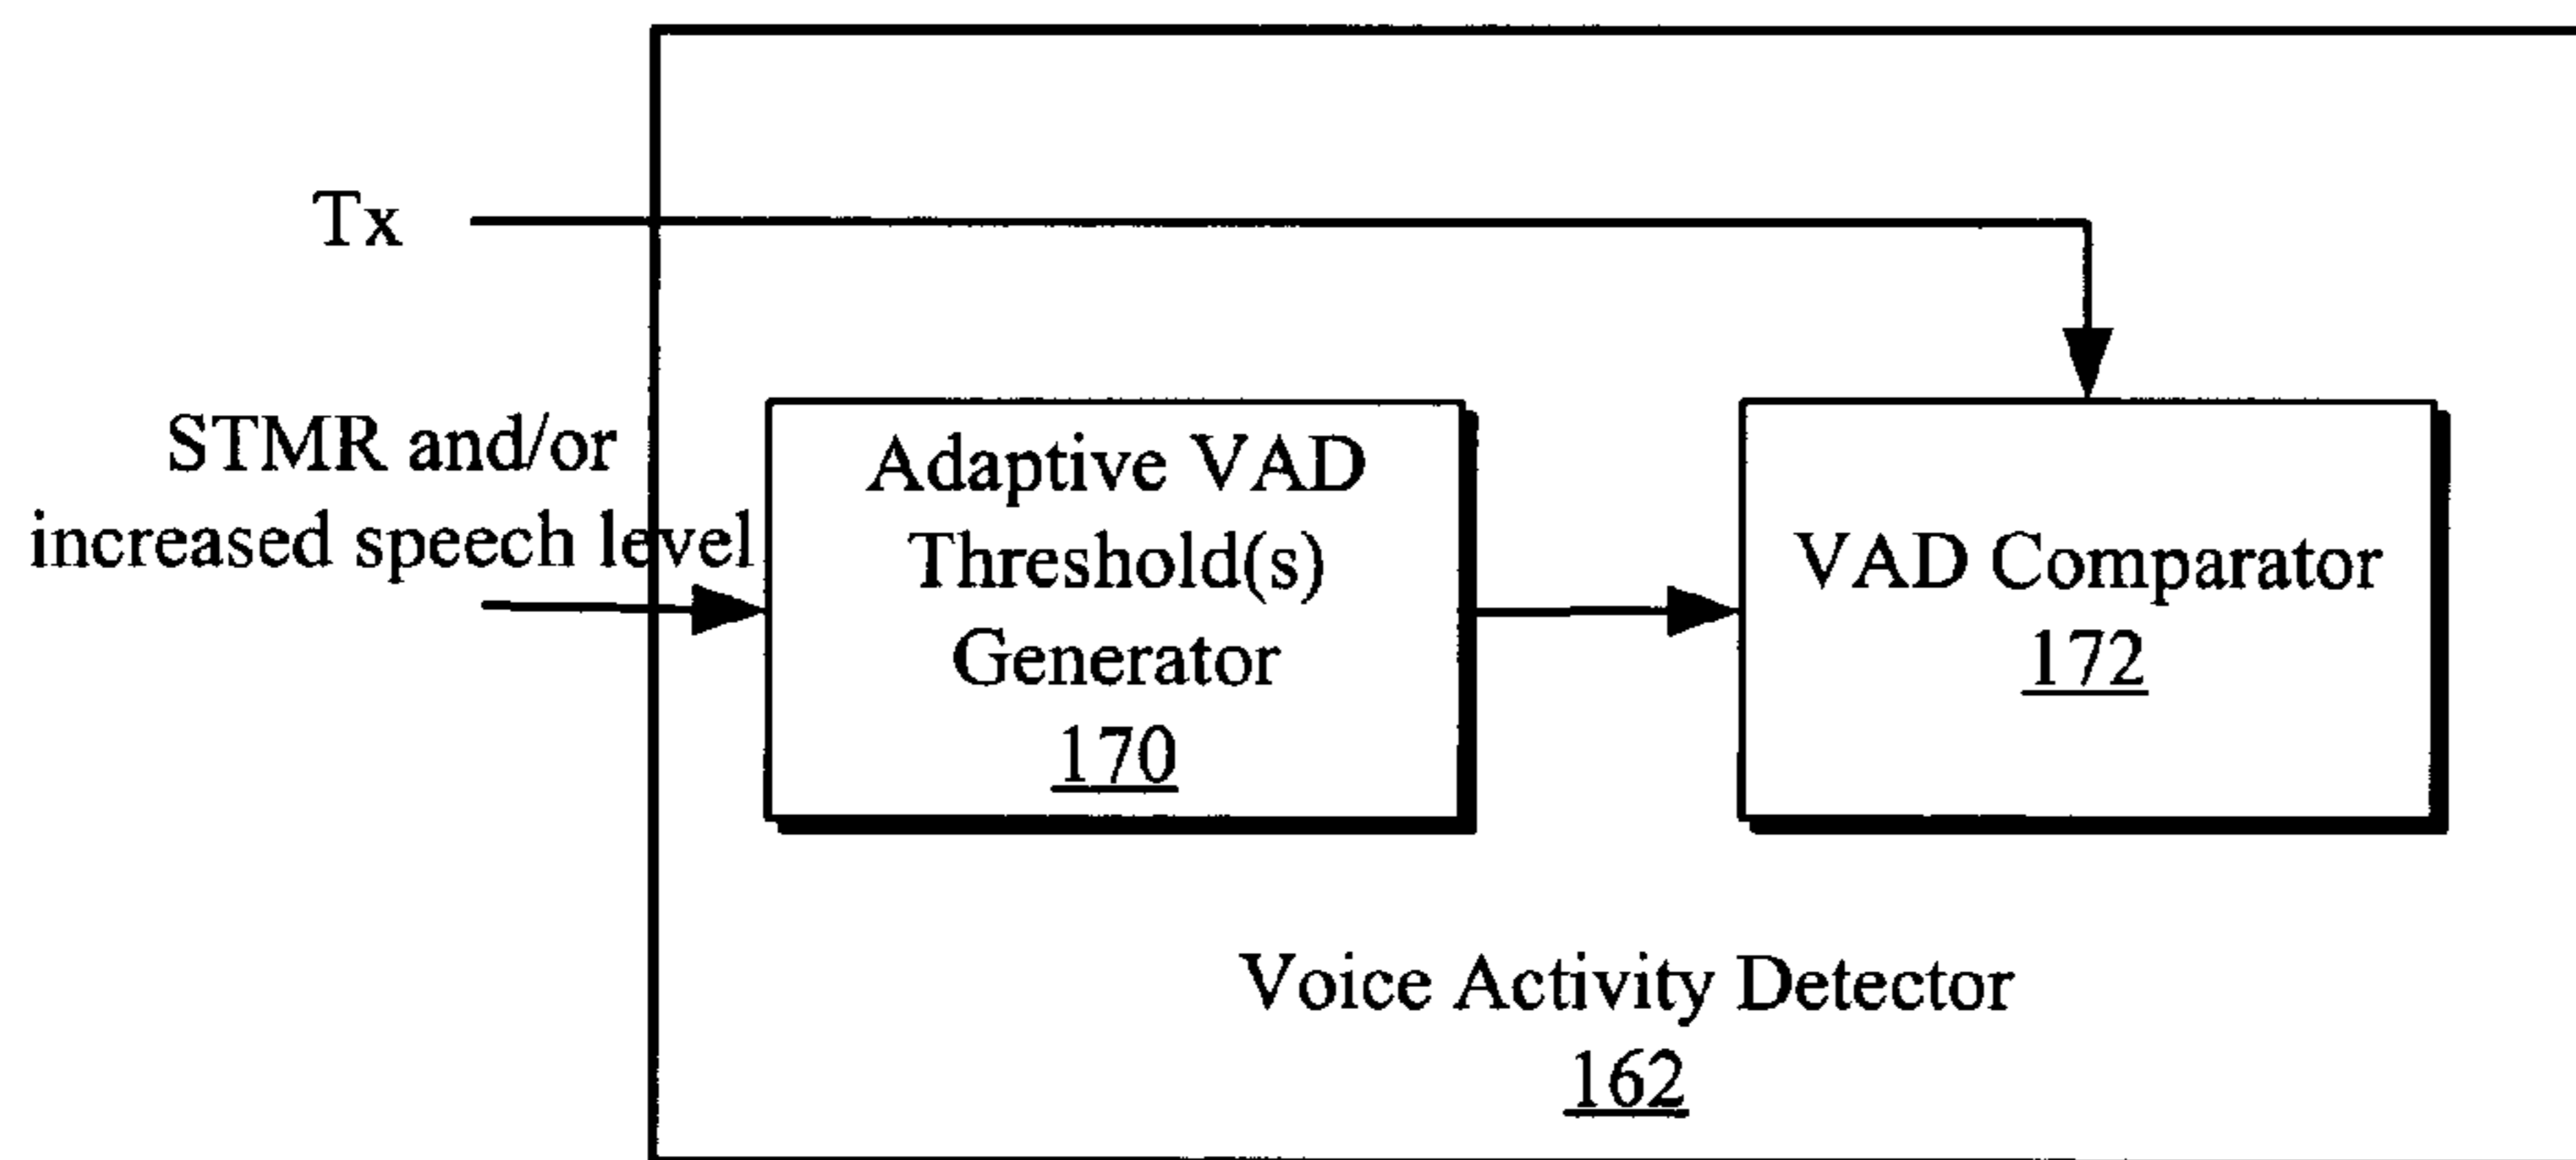 Tx
STMR and/or
increased speech level
Adaptive VAD
Threshold(s)
Generator
170
VAD Comparator
172
Voice Activity Detector
162